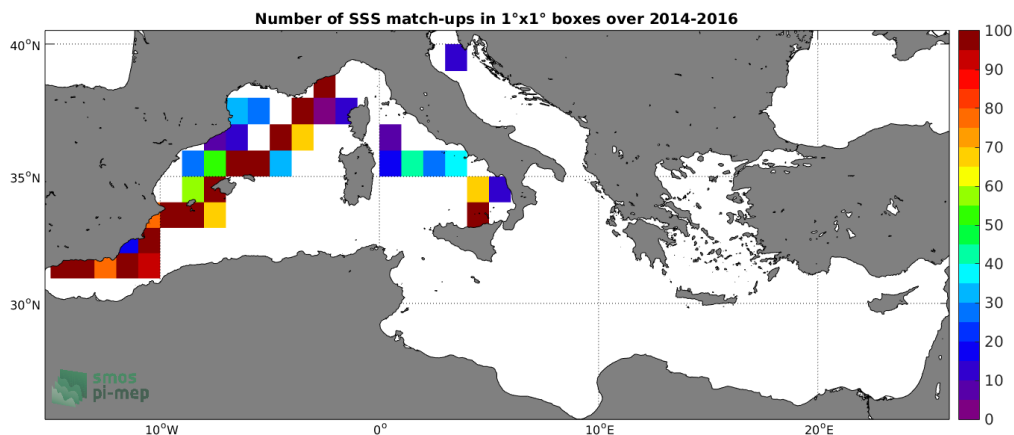 Number of SSS match-ups in 1°x1° boxes over 2014-2016
40°N
35°N
30°N
10°W
0°
10°E
20°E
100
90
80
70
60
50
40
30
20
10
0
smos
pi-mep